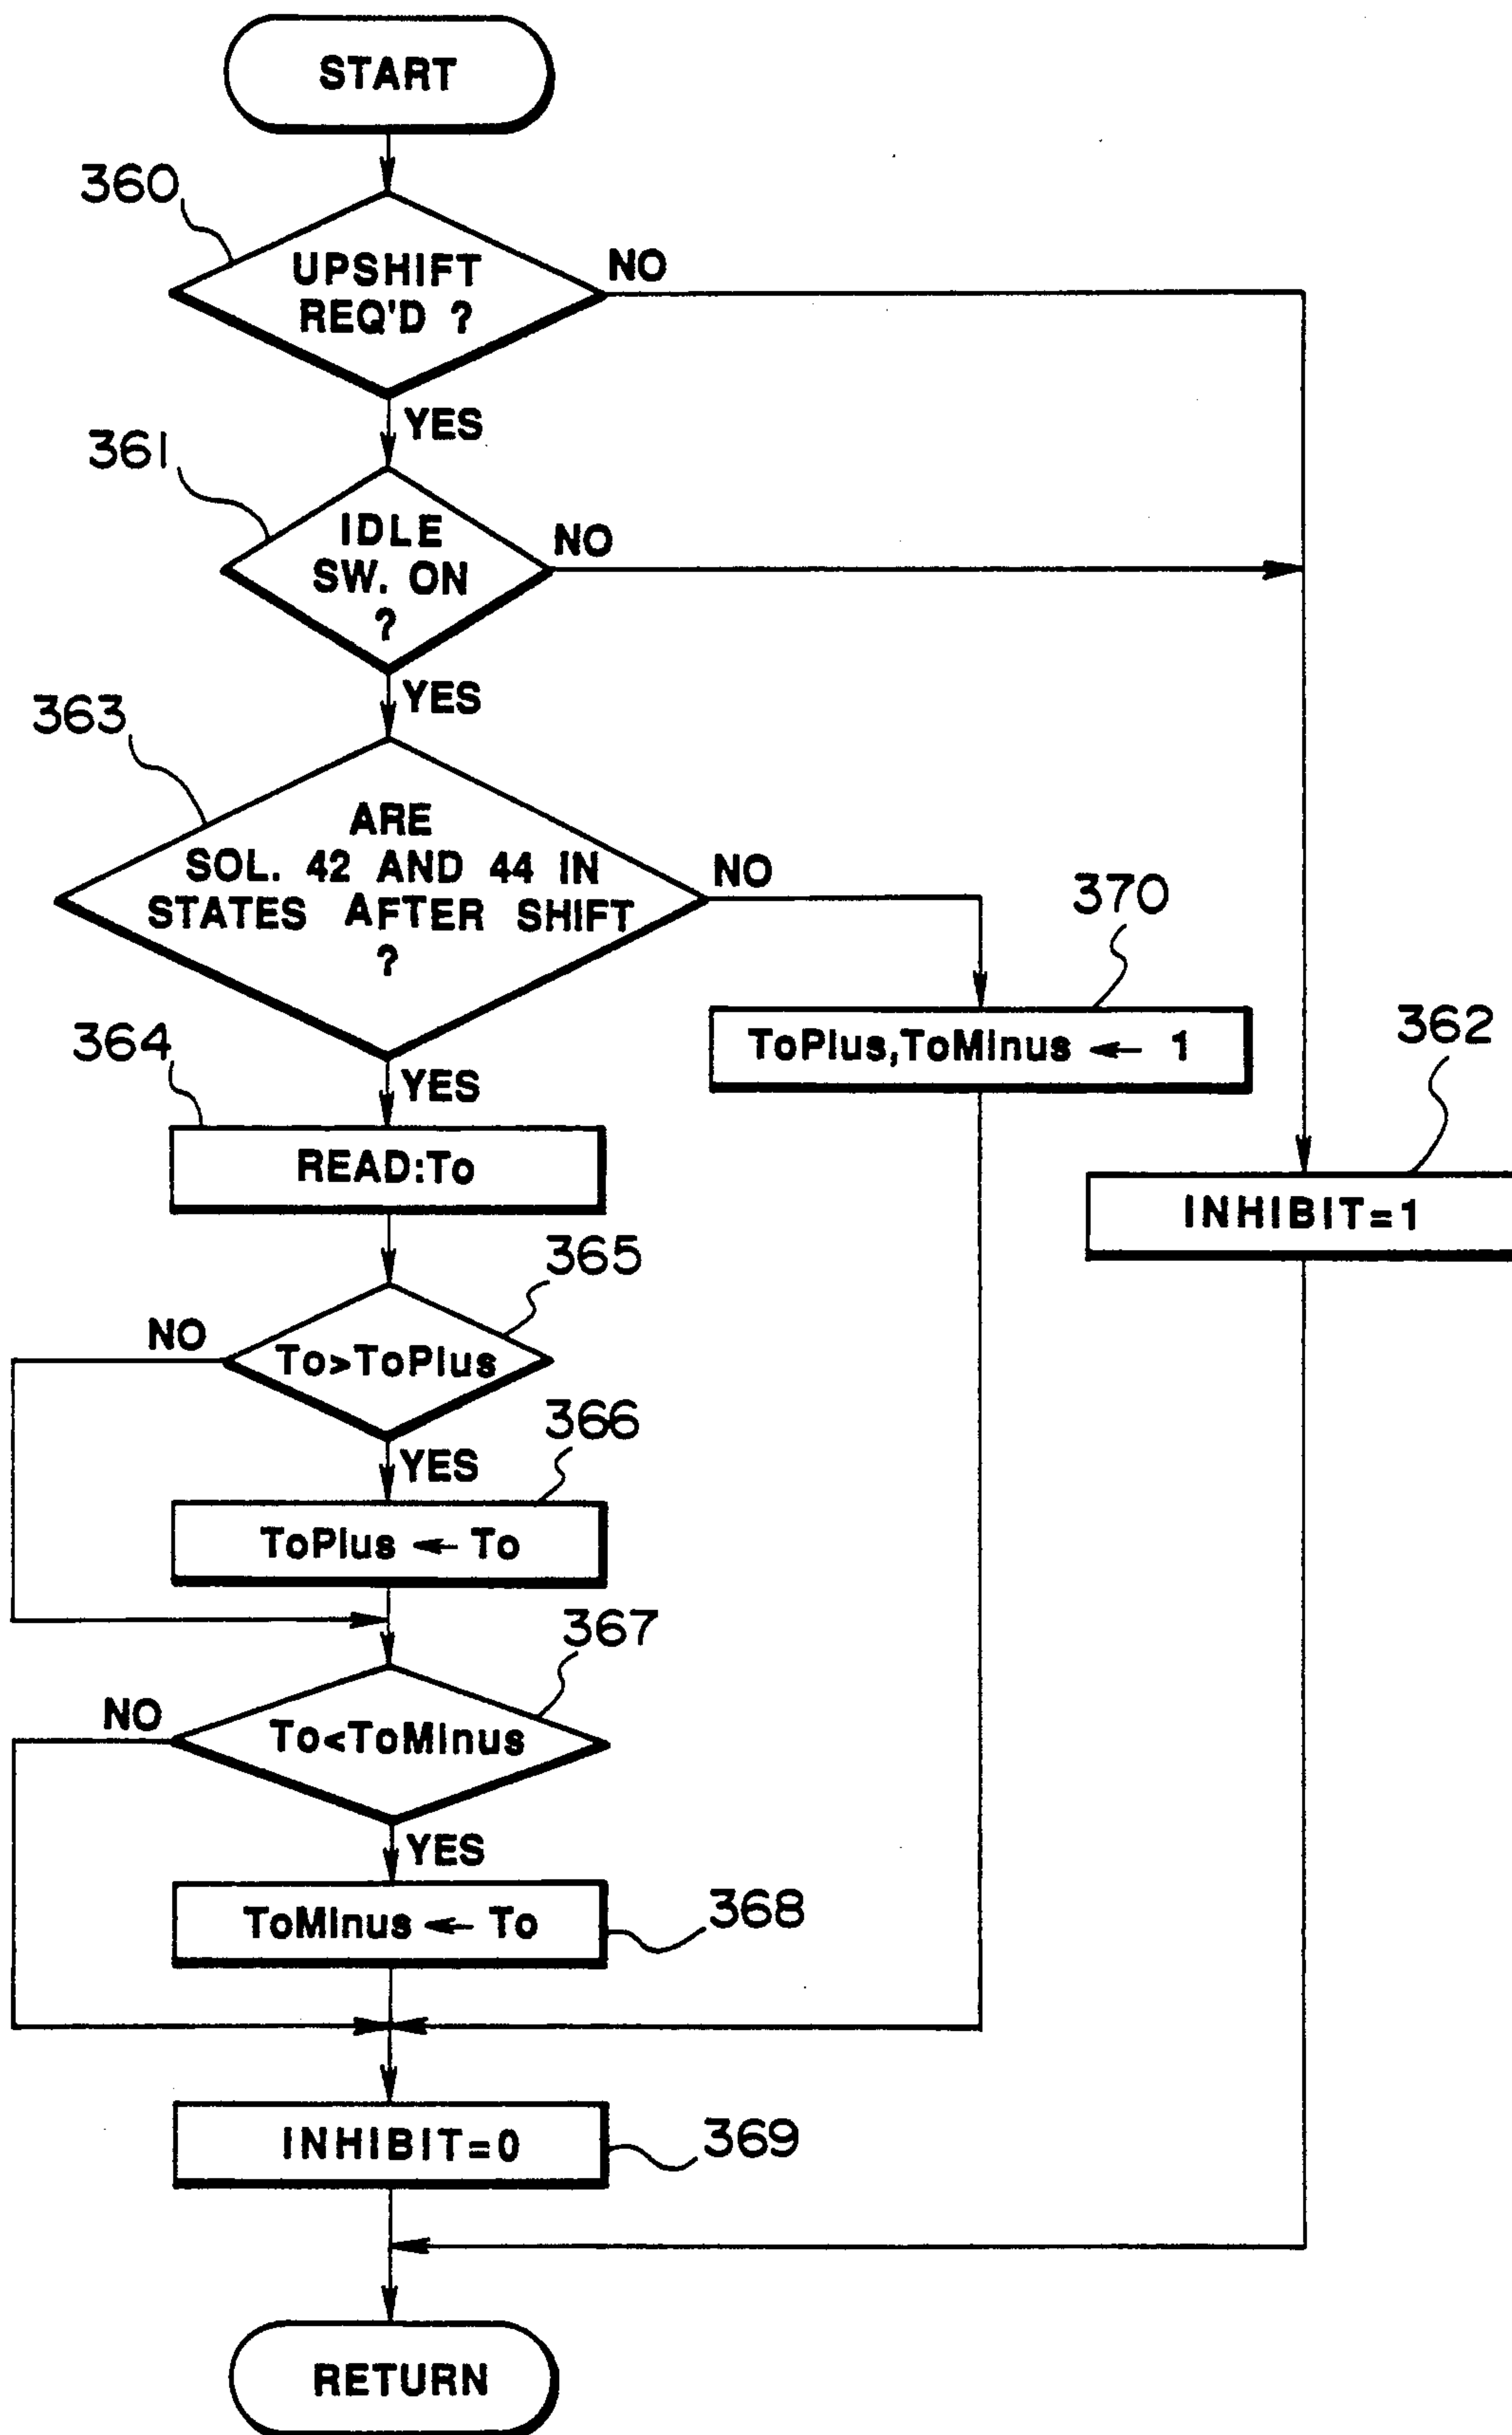 START
360
UPSHIFT
REQ'D ?
NO
YES
361
IDLE
SW. ON
?
NO
YES
363
ARE
SOL. 42 AND 44 IN
STATES AFTER SHIFT
?
NO
370
ToPlus,ToMinus ← 1
362
INHIBIT=1
YES
364
READ:To
365
To>ToPlus
NO
YES
366
ToPlus ← To
367
To<ToMinus
NO
YES
ToMinus ← To
368
INHIBIT=0
369
RETURN